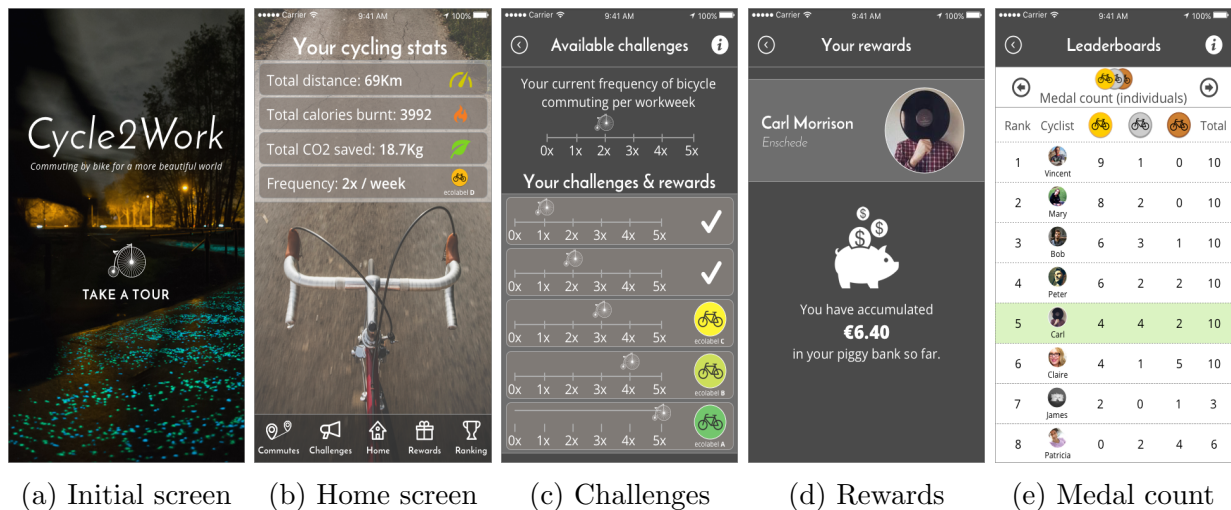 Cycle2Work
Commuting by bike for a more beautiful world
TAKE A TOUR
(a) Initial screen
Carrier 9:41 AM 100%
Your cycling stats
Total distance: 69Km
Total calories burnt: 3992
Total CO2 saved: 18.7Kg
Frequency: 2x / week
ecolabel D
Commutes Challenges Home Rewards Ranking
(b) Home screen
Carrier 9:41 AM 100%
Available challenges i
Your current frequency of bicycle
commuting per workweek
0x 1x 2x 3x 4x 5x
Your challenges & rewards
0x 1x 2x 3x 4x 5x
0x 1x 2x 3x 4x 5x
0x 1x 2x 3x 4x 5x
ecolabel C
0x 1x 2x 3x 4x 5x
ecolabel B
0x 1x 2x 3x 4x 5x
ecolabel A
(c) Challenges
Carrier 9:41 AM 100%
Your rewards
Carl Morrison
Enschede
$
$ $
You have accumulated
€6.40
in your piggy bank so far.
(d) Rewards
Carrier 9:41 AM 100%
Leaderboards i
Medal count (individuals)
Rank Cyclist Total
1 Vincent 9 1 0 10
2 Mary 8 2 0 10
3 Bob 6 3 1 10
4 Peter 6 2 2 10
5 Carl 4 4 2 10
6 Claire 4 1 5 10
7 James 2 0 1 3
8 Patricia 0 2 4 6
(e) Medal count